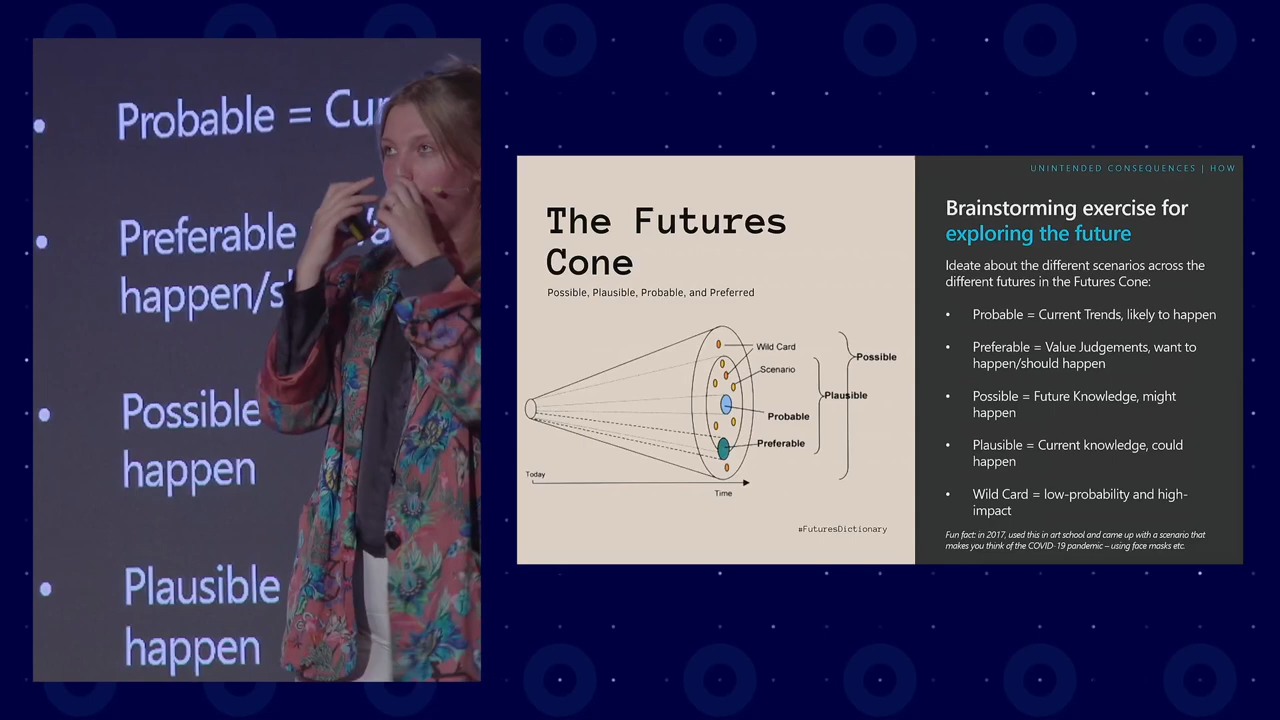 Probable = Cur
Preferable
happen/s
Possible
happen
Plausible
happen
UNINTENDED CONSEQUENCES | HOW
The Futures
Cone
Possible, Plausible, Probable, and Preferred
Wild Card
Scenario
Possible
Plausible
Probable
Preferable
Today
Time
#FuturesDictionary
Brainstorming exercise for
exploring the future
Ideate about the different scenarios across the
different futures in the Futures Cone:
• Probable = Current Trends, likely to happen
• Preferable = Value Judgements, want to
happen/should happen
• Possible = Future Knowledge, might
happen
• Plausible = Current knowledge, could
happen
• Wild Card = low-probability and high-
impact
Fun fact: in 2017, used this in art school and came up with a scenario that
makes you think of the COVID-19 pandemic – using face masks etc.